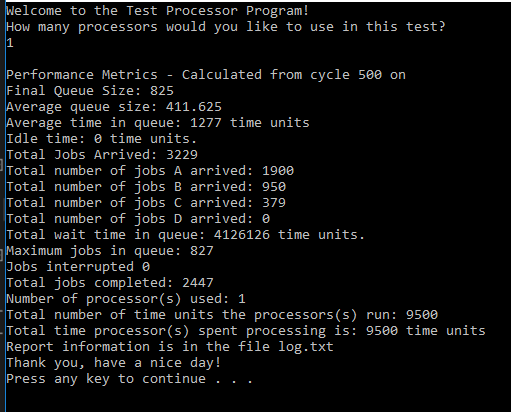 Welcome to the Test Processor Program!
How many processors would you like to use in this test?
1
Performance Metrics - Calculated from cycle 500 on
Final Queue Size: 825
Average queue size: 411.625
Average time in queue: 1277 time units
Idle time: 0 time units.
Total Jobs Arrived: 3229
Total number of jobs A arrived: 1900
Total number of jobs B arrived: 950
Total number of jobs C arrived: 379
Total number of jobs D arrived: 0
Total wait time in queue: 4126126 time units.
Maximum jobs in queue: 827
Jobs interrupted 0
Total jobs completed: 2447
Number of processor(s) used: 1
Total number of time units the processors(s) run: 9500
Total time processor(s) spent processing is: 9500 time units
Report information is in the file log.txt
Thank you, have a nice day!
Press any key to continue . . .